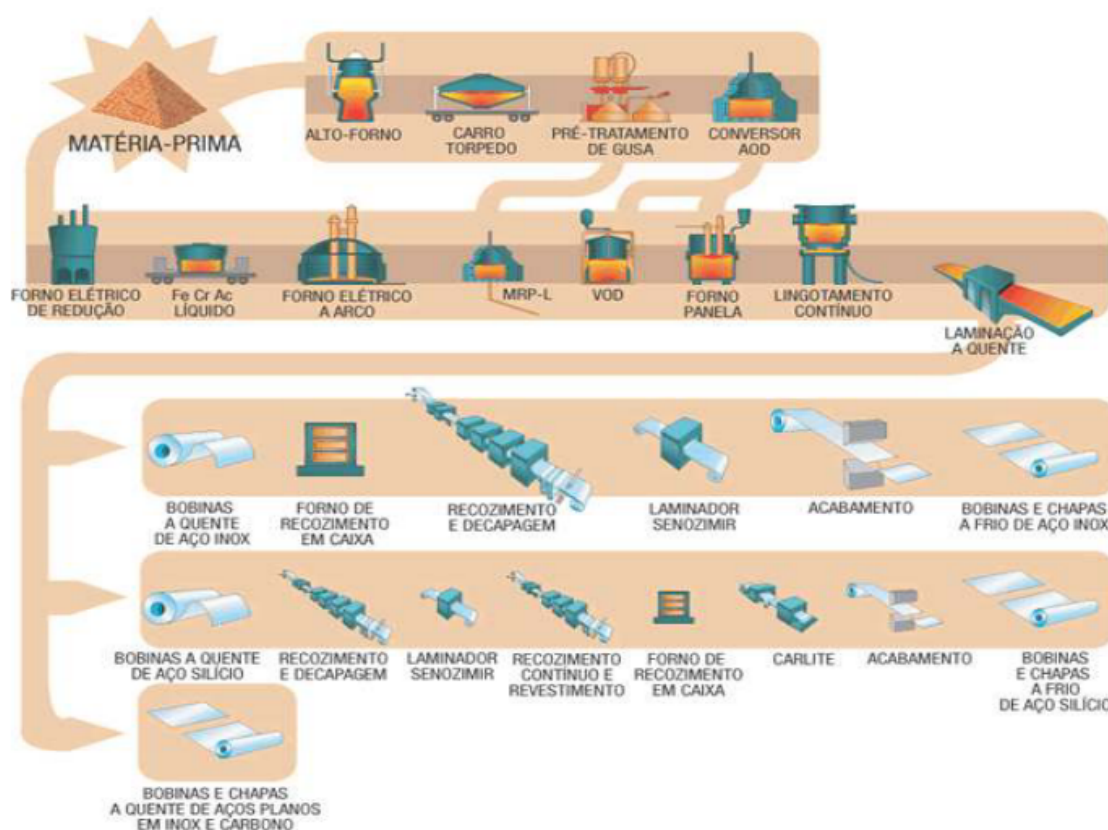 MATÉRIA-PRIMA
ALTO-FORNO
CARRO
TORPEDO
PRÉ-TRATAMENTO
DE GUSA
CONVERSOR
AOD
FORNO ELÉTRICO
DE REDUÇÃO
Fe Cr Ac
LÍQUIDO
FORNO ELÉTRICO
A ARCO
MRP-L
VOD
FORNO
PANELA
LINGOTAMENTO
CONTÍNUO
LAMINAÇÃO
A QUENTE
BOBINAS
A QUENTE
DE AÇO INOX
FORNO DE
RECOZIMENTO
EM CAIXA
RECOZIMENTO
E DECAPAGEM
LAMINADOR
SENOZIMIR
ACABAMENTO
BOBINAS E CHAPAS
A FRIO DE AÇO INOX
BOBINAS A QUENTE
DE AÇO SILÍCIO
RECOZIMENTO
E DECAPAGEM
LAMINADOR
SENOZIMIR
RECOZIMENTO
CONTÍNUO E
REVESTIMENTO
FORNO DE
RECOZIMENTO
EM CAIXA
CARLITE
ACABAMENTO
BOBINAS
E CHAPAS
A FRIO
DE AÇO SILÍCIO
BOBINAS E CHAPAS
A QUENTE DE AÇOS PLANOS
EM INOX E CARBONO